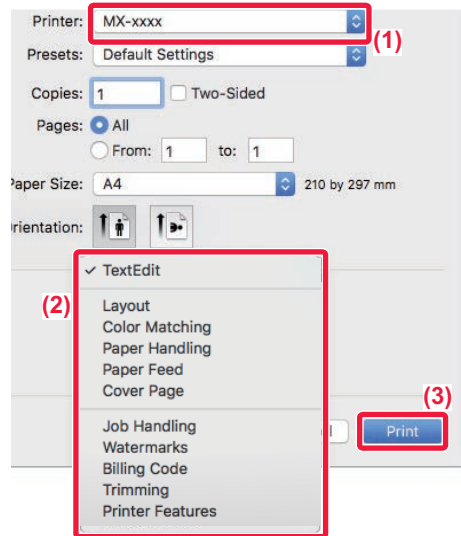 Printer: MX-xxxx
(1)
Presets: Default Settings
Copies: 1 Two-Sided
Pages: All
From: 1 to: 1
Paper Size: A4 210 by 297 mm
Orientation:
(2)
✓ TextEdit
Layout
Color Matching
Paper Handling
Paper Feed
Cover Page
Job Handling
Watermarks
Billing Code
Trimming
Printer Features
(3)
Print